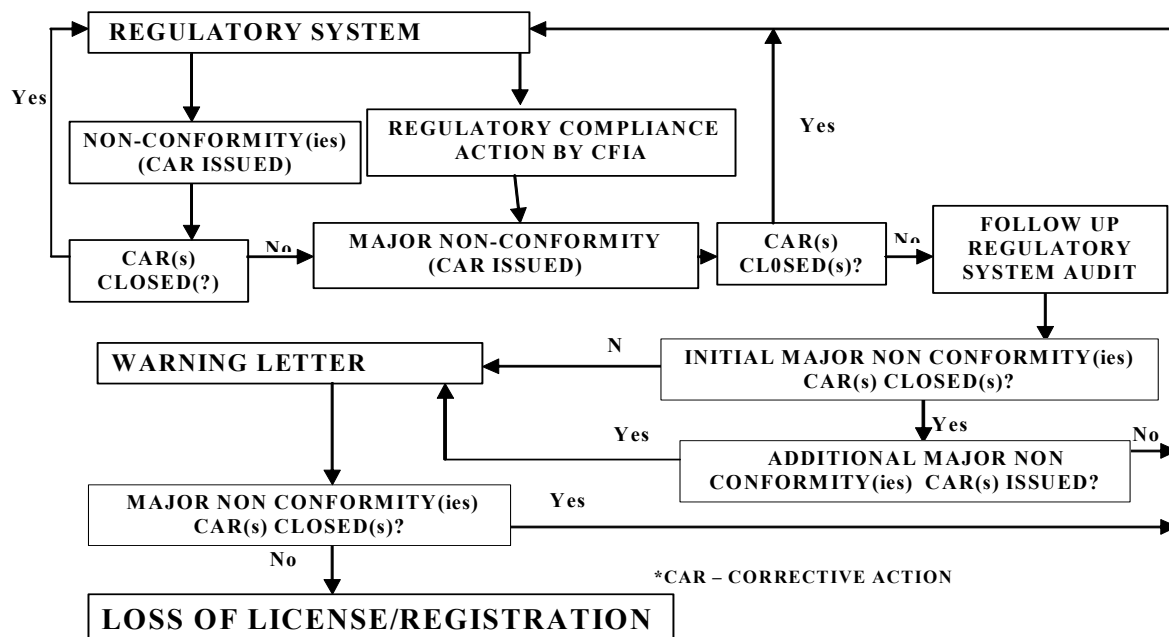 REGULATORY SYSTEM
Yes
Yes
NON-CONFORMITY(ies)
(CAR ISSUED)
REGULATORY COMPLIANCE
ACTION BY CFIA
CAR(s)
CLOSED(?)
No
MAJOR NON-CONFORMITY
(CAR ISSUED)
CAR(s)
CL0SED(s)?
No
FOLLOW UP
REGULATORY
SYSTEM AUDIT
WARNING LETTER
N
INITIAL MAJOR NON CONFORMITY(ies)
CAR(s) CLOSED(s)?
Yes
Yes
No
ADDITIONAL MAJOR NON
CONFORMITY(ies) CAR(s) ISSUED?
MAJOR NON CONFORMITY(ies)
CAR(s) CLOSED(s)?
Yes
No
*CAR – CORRECTIVE ACTION
LOSS OF LICENSE/REGISTRATION